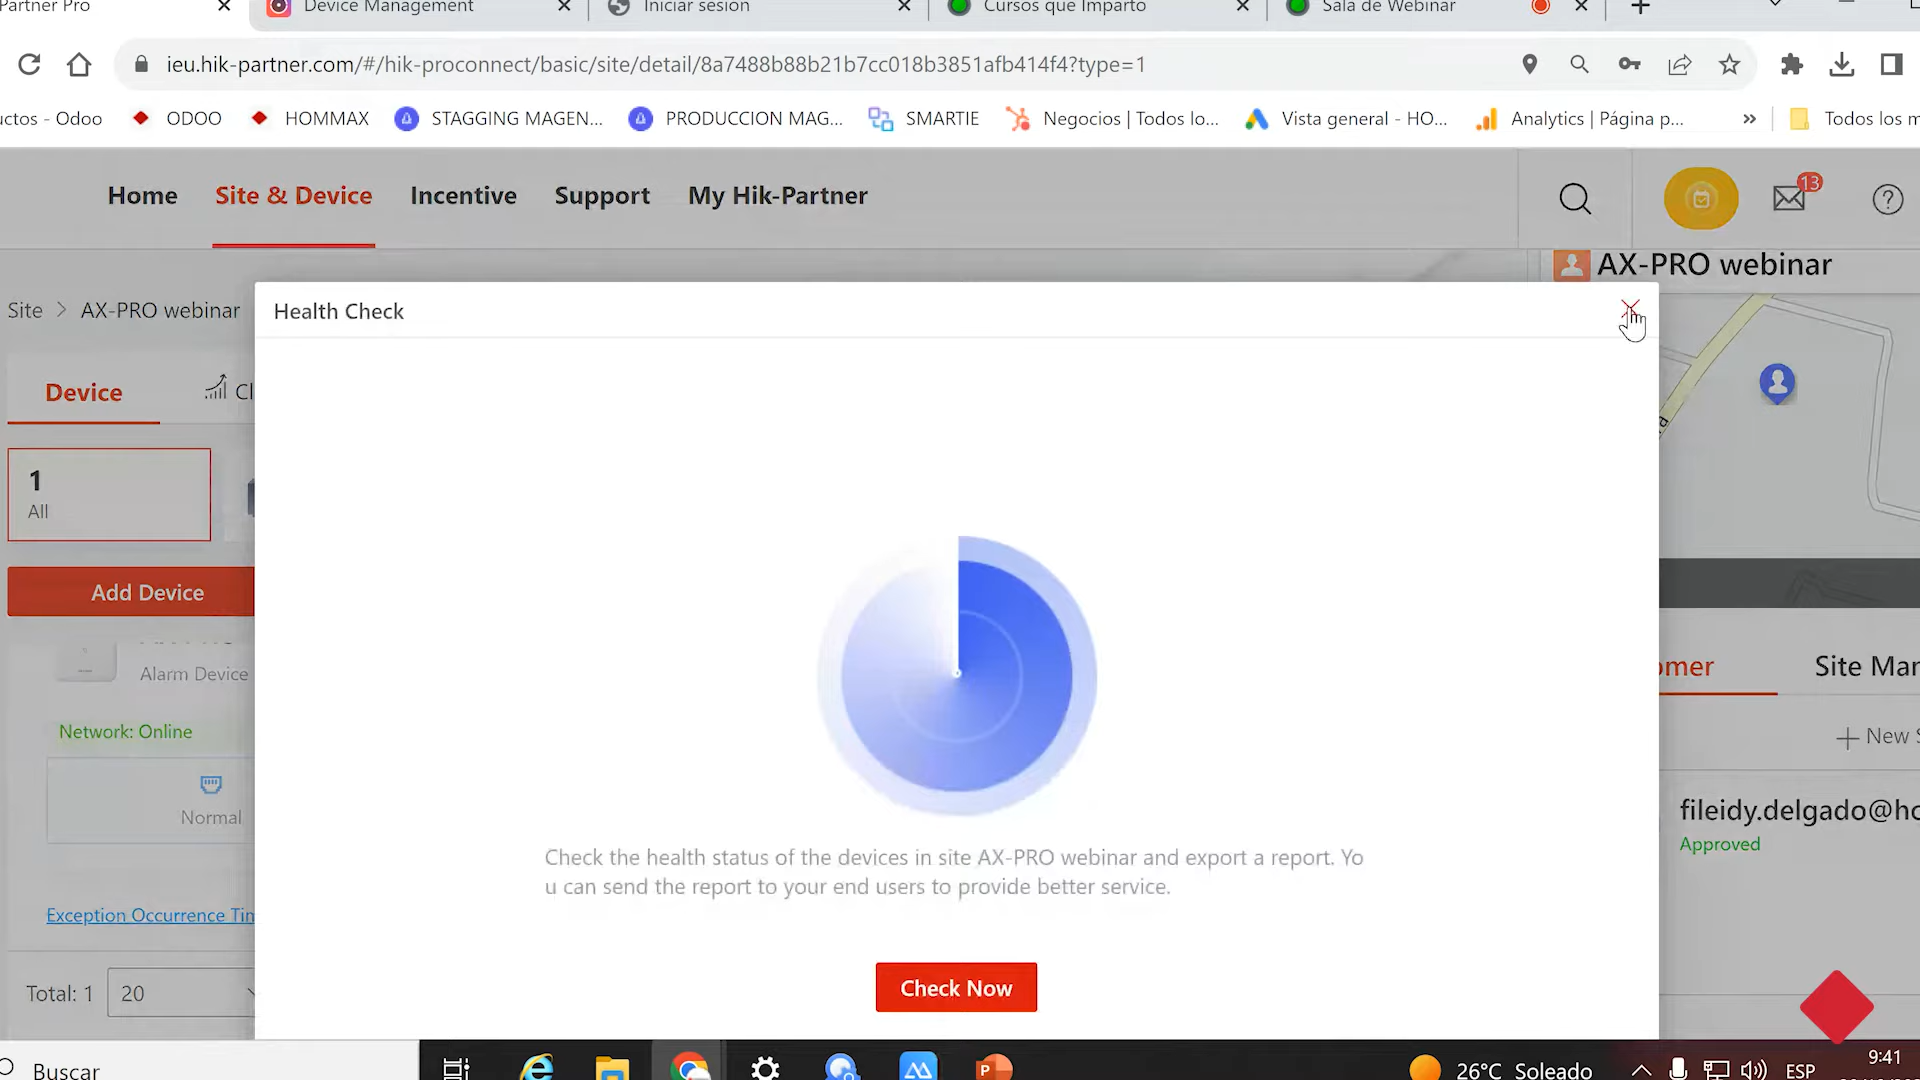 Partner Pro
Device Management
Iniciar sesión
Cursos que Imparto
Sala de Webinar
ieu.hik-partner.com/#/hik-proconnect/basic/site/detail/8a7488b88b21b7cc018b3851afb414f4?type=1
uctos - Odoo
ODOO
HOMMAX
STAGGING MAGEN...
PRODUCCION MAG...
SMARTIE
Negocios | Todos lo...
Vista general - HO...
Analytics | Página p...
»
Todos los m
Home
Site & Device
Incentive
Support
My Hik-Partner
13
AX-PRO webinar
Site > AX-PRO webinar
Health Check
Device
Cl
1
All
Add Device
Alarm Device
Network: Online
Normal
Exception Occurrence Tim
Total: 1
20
Check the health status of the devices in site AX-PRO webinar and export a report. Yo
u can send the report to your end users to provide better service.
Check Now
omer
Site Man
New S
fileidy.delgado@ho
Approved
Buscar
26°C Soleado
ESP
9:41